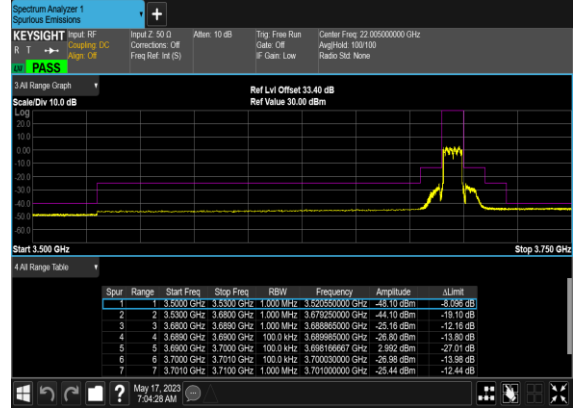 Spectrum Analyzer 1
Spurious Emissions
KEYSIGHT
R T
LW PASS
Input: RF
Coupling: DC
Align: Off
Input Z: 50 Ω
Corrections: Off
Freq Ref: Int (S)
Atten: 10 dB
Trig: Free Run
Gate: Off
IF Gain: Low
Center Freq: 22.005000000 GHz
Avg|Hold: 100/100
Radio Std: None
3 All Range Graph
Scale/Div 10.0 dB
Ref Lvl Offset 33.40 dB
Ref Value 30.00 dBm
Log
20.0
10.0
0.00
-10.0
-20.0
-30.0
-40.0
-50.0
-60.0
Start 3.500 GHz
Stop 3.750 GHz
4 All Range Table
Spur Range Start Freq Stop Freq RBW Frequency Amplitude ΔLimit
1 1 3.5000 GHz 3.5300 GHz 1.000 MHz 3.520550000 GHz -48.10 dBm -8.096 dB
2 2 3.5300 GHz 3.6800 GHz 1.000 MHz 3.679250000 GHz -44.10 dBm -19.10 dB
3 3 3.6800 GHz 3.6890 GHz 1.000 MHz 3.688865000 GHz -25.16 dBm -12.16 dB
4 4 3.6890 GHz 3.6900 GHz 100.0 kHz 3.689985000 GHz -26.80 dBm -13.80 dB
5 5 3.6900 GHz 3.7000 GHz 100.0 kHz 3.698166667 GHz 2.992 dBm -27.01 dB
6 6 3.7000 GHz 3.7010 GHz 100.0 kHz 3.700030000 GHz -26.98 dBm -13.98 dB
7 7 3.7010 GHz 3.7100 GHz 1.000 MHz 3.701000000 GHz -25.44 dBm -12.44 dB
?
May 17, 2023
7:04:28 AM